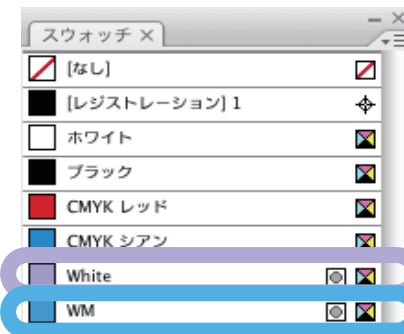 スウォッチ ×
[なし]
[レジストレーション] 1
ホワイト
ブラック
CMYK レッド
CMYK シアン
White
WM